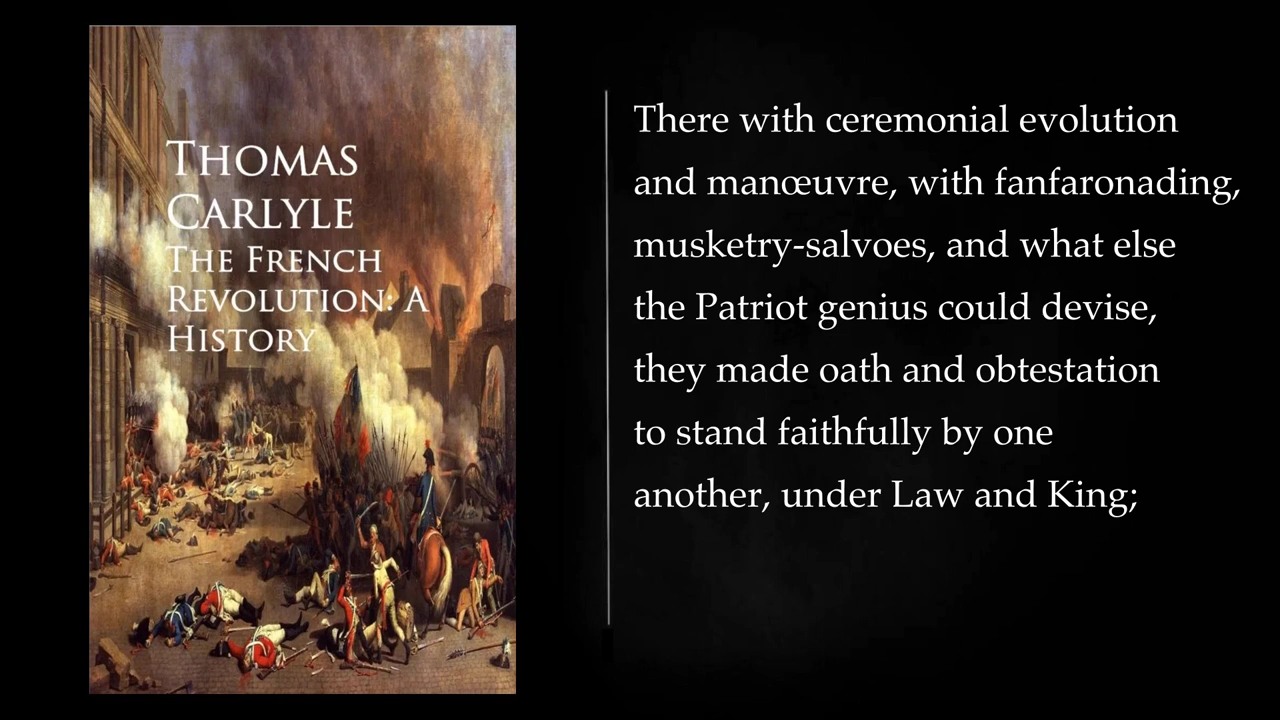 THOMAS
CARLYLE
THE FRENCH
REVOLUTION: A
HISTORY
There with ceremonial evolution
and manœuvre, with fanfaronading,
musketry-salvoes, and what else
the Patriot genius could devise,
they made oath and obtestation
to stand faithfully by one
another, under Law and King;